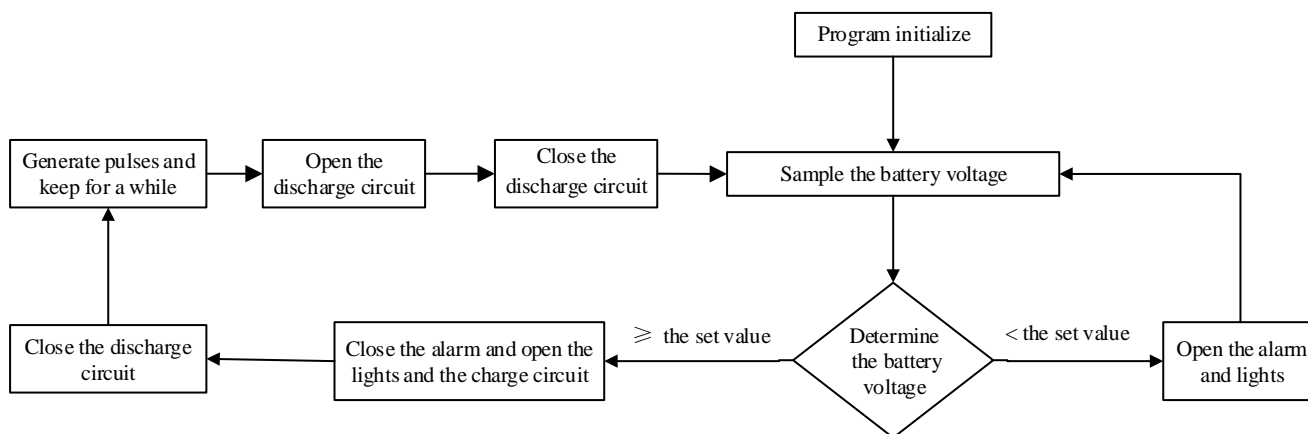 Program initialize
Generate pulses and
keep for a while
Open the
discharge circuit
Close the
discharge circuit
Sample the battery voltage
≥ the set value
< the set value
Determine
the battery
voltage
Close the discharge
circuit
Close the alarm and open the
lights and the charge circuit
Open the alarm
and lights